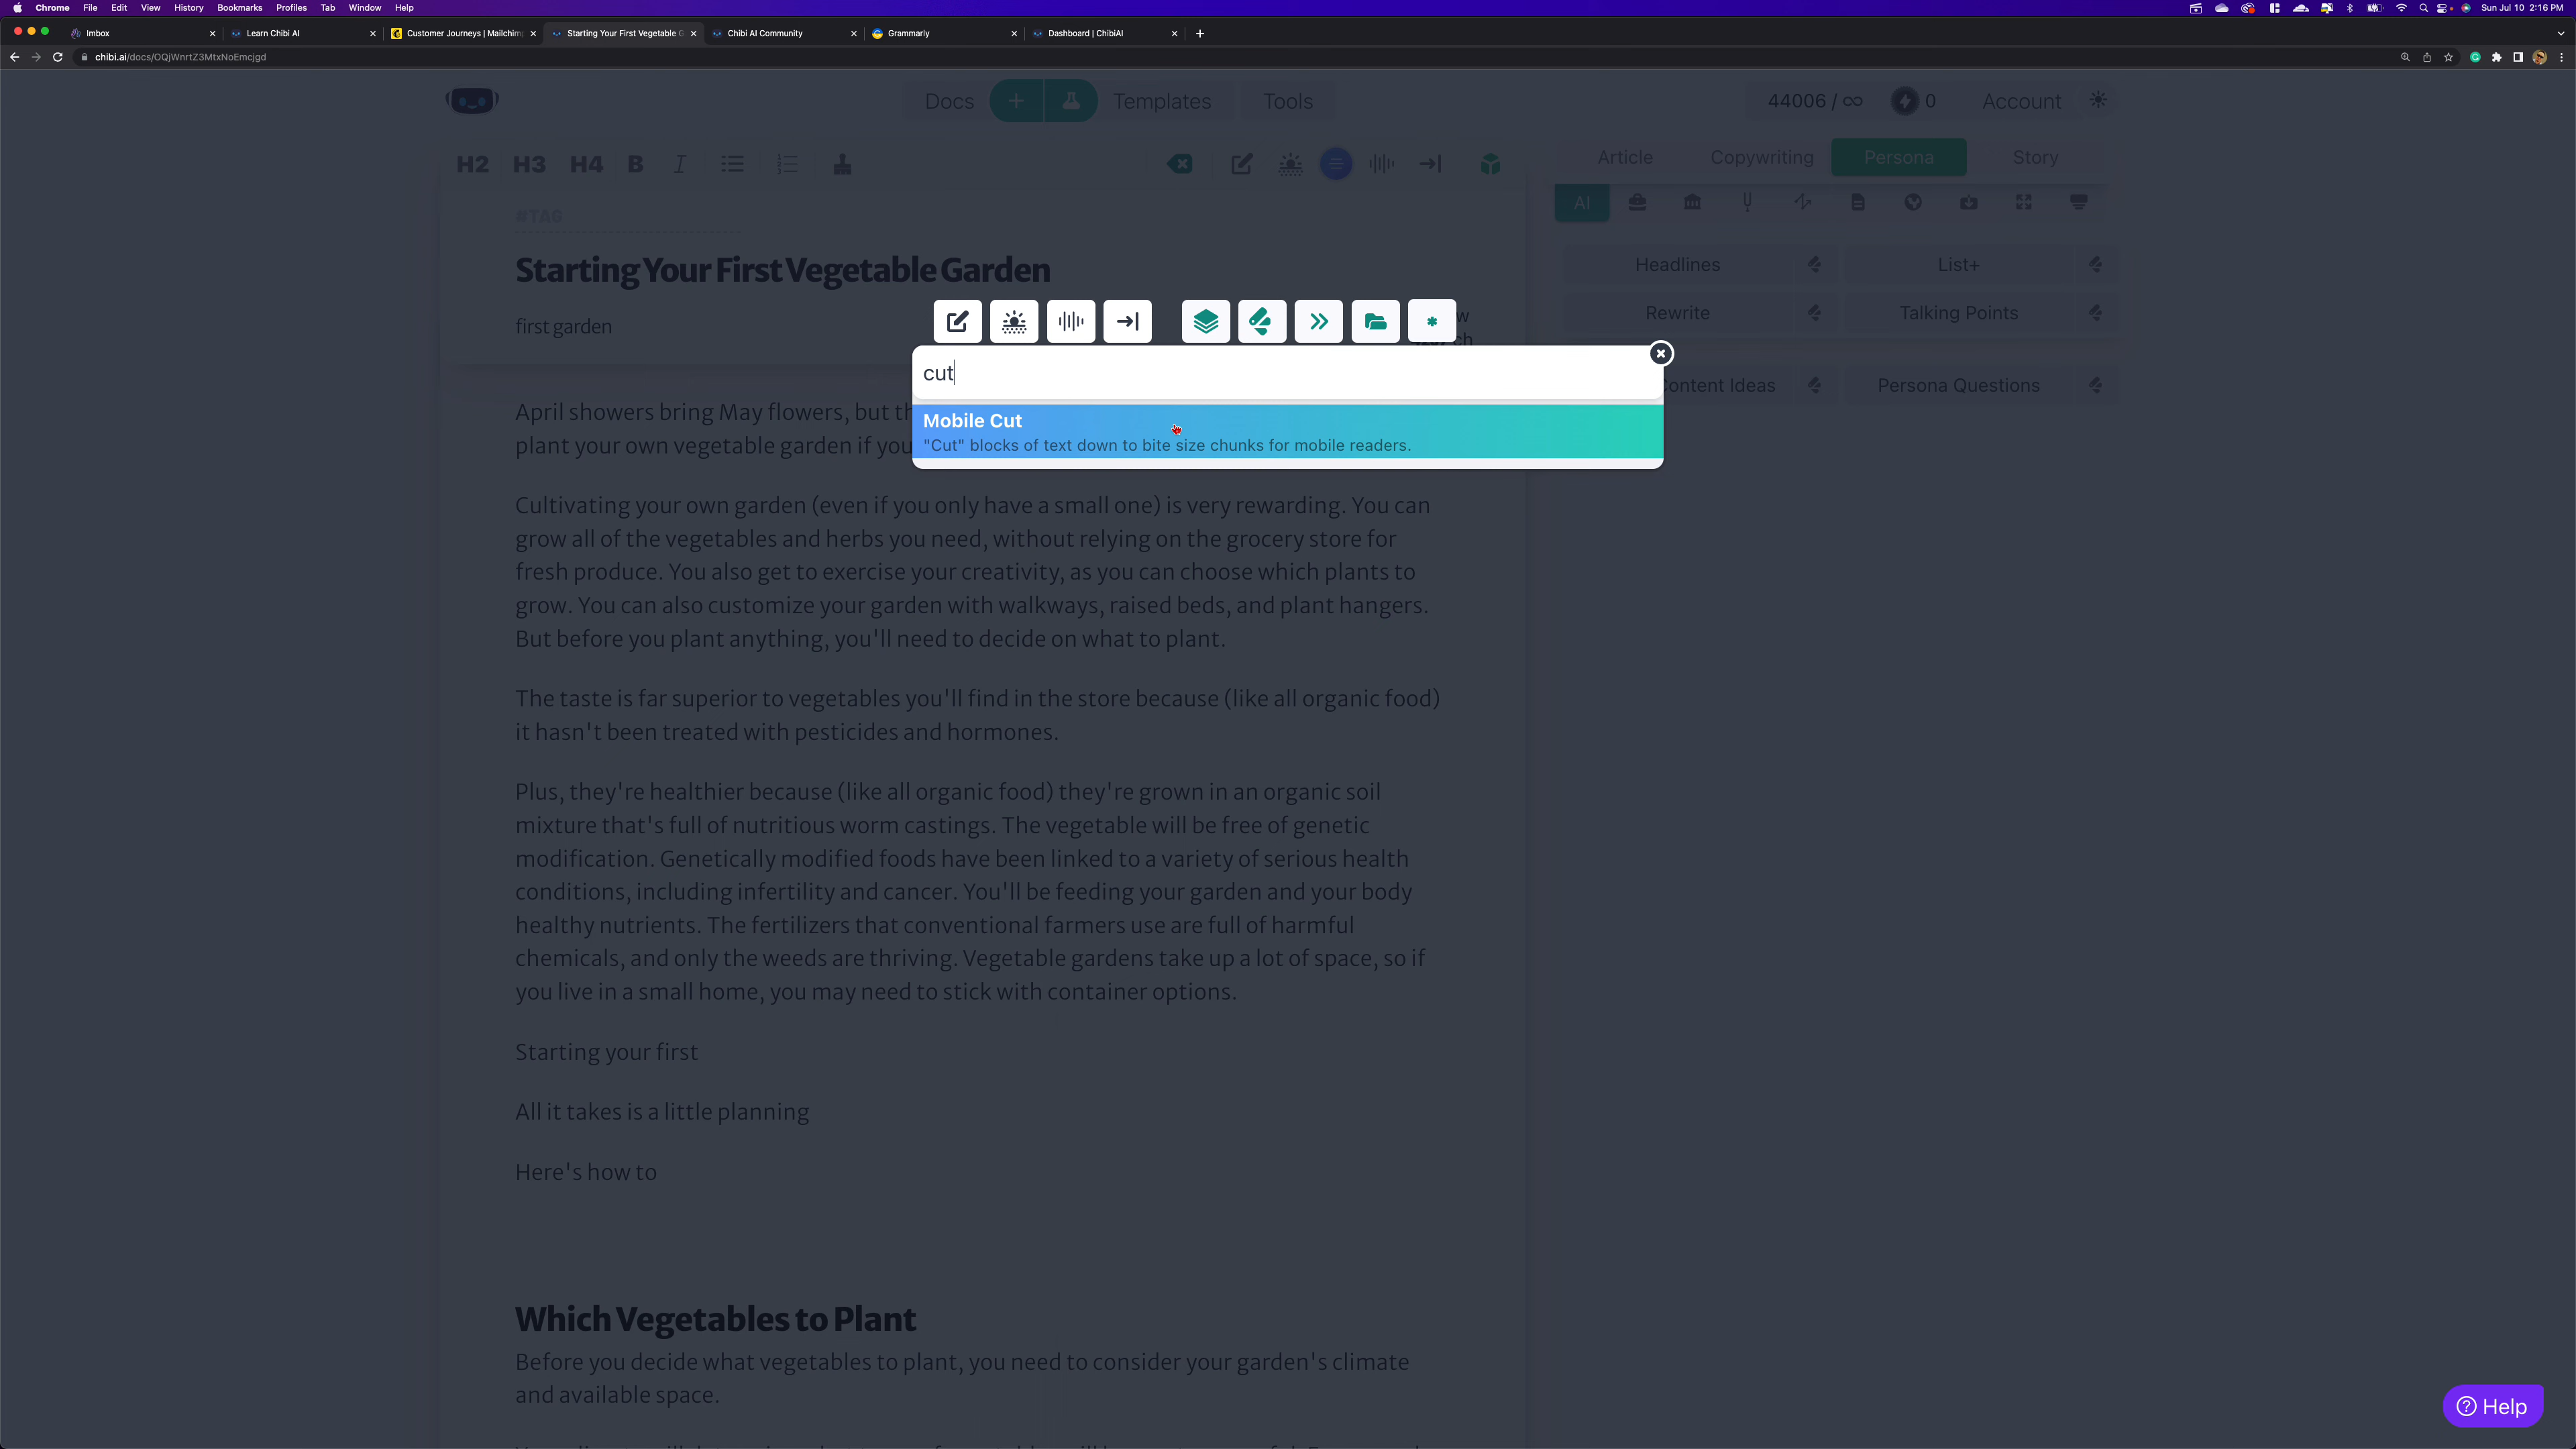 Chrome File Edit View History Bookmarks Profiles Tab Window Help
Sun Jul 10 2:16 PM
Imbox
Learn Chibi AI
Customer Journeys | Mailchimp
Starting Your First Vegetable G
Chibi AI Community
Grammarly
Dashboard | ChibiAI
chibi.ai/docs/OQjWnrtZ3MtxNoEmcjgd
Docs
Templates
Tools
44006 / ∞
0
Account
H2 H3 H4 B I
Article
Copywriting
Persona
Story
#TAG
AI
Starting Your First Vegetable Garden
Headlines
List+
Rewrite
Talking Points
first garden
cut
Content Ideas
Persona Questions
Mobile Cut
"Cut" blocks of text down to bite size chunks for mobile readers.
April showers bring May flowers, but
plant your own vegetable garden if you
Cultivating your own garden (even if you only have a small one) is very rewarding. You can
grow all of the vegetables and herbs you need, without relying on the grocery store for
fresh produce. You also get to exercise your creativity, as you can choose which plants to
grow. You can also customize your garden with walkways, raised beds, and plant hangers.
But before you plant anything, you'll need to decide on what to plant.
The taste is far superior to vegetables you'll find in the store because (like all organic food)
it hasn't been treated with pesticides and hormones.
Plus, they're healthier because (like all organic food) they're grown in an organic soil
mixture that's full of nutritious worm castings. The vegetable will be free of genetic
modification. Genetically modified foods have been linked to a variety of serious health
conditions, including infertility and cancer. You'll be feeding your garden and your body
healthy nutrients. The fertilizers that conventional farmers use are full of harmful
chemicals, and only the weeds are thriving. Vegetable gardens take up a lot of space, so if
you live in a small home, you may need to stick with container options.
Starting your first
All it takes is a little planning
Here's how to
Which Vegetables to Plant
Before you decide what vegetables to plant, you need to consider your garden's climate
and available space.
Help